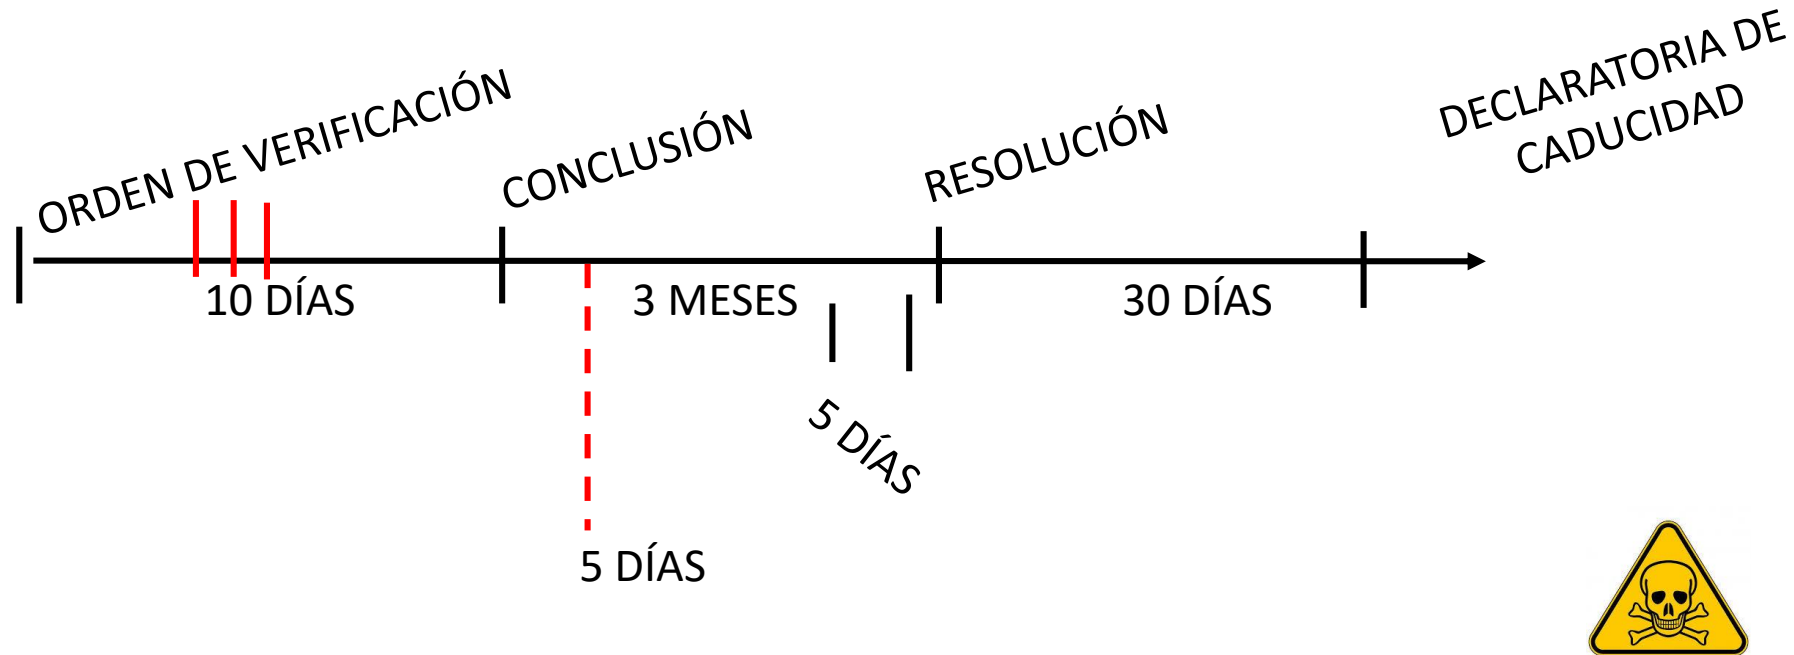 ORDEN DE VERIFICACIÓN
CONCLUSIÓN
RESOLUCIÓN
DECLARATORIA DE
CADUCIDAD
10 DÍAS
3 MESES
30 DÍAS
5 DÍAS
5 DÍAS